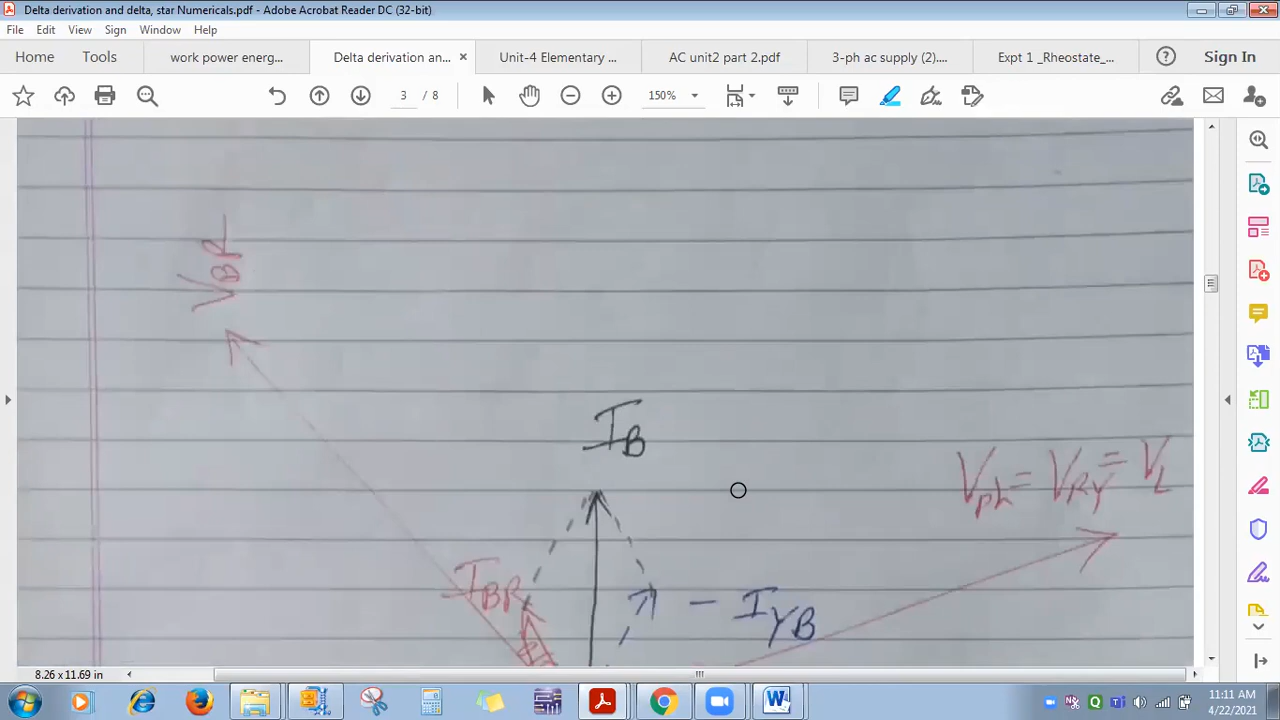 Delta derivation and delta, star Numericals.pdf - Adobe Acrobat Reader DC (32-bit)
File Edit View Sign Window Help
Home Tools work power energ... Delta derivation an... Unit-4 Elementary ... AC unit2 part 2.pdf 3-ph ac supply (2).... Expt 1 _Rheostate_... Sign In
3 / 8 150%
VBR
IB
Vph = VRY = VL
IBR
- IYB
8.26 x 11.69 in
11:11 AM
4/22/2021